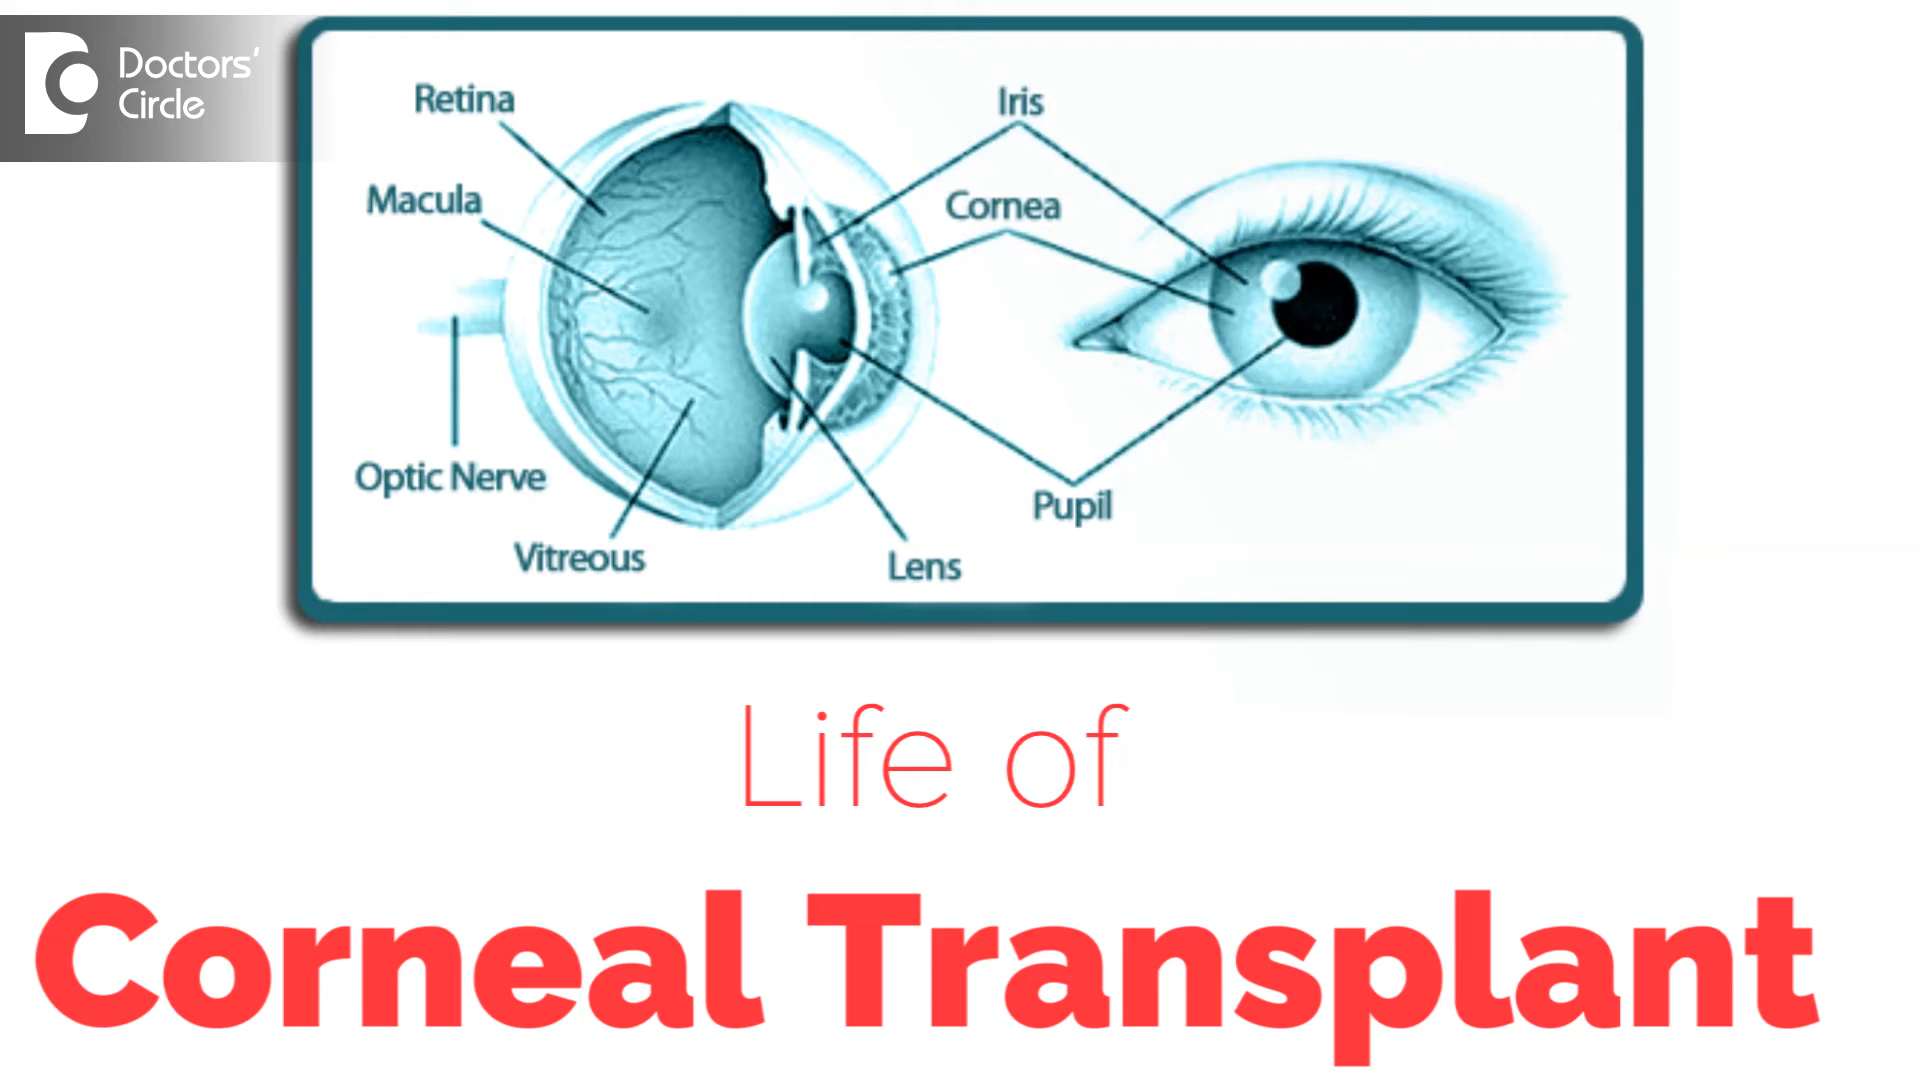 Doctors'
Circle
Retina
Iris
Macula
Cornea
Optic Nerve
Pupil
Vitreous
Lens
Life of
Corneal Transplant